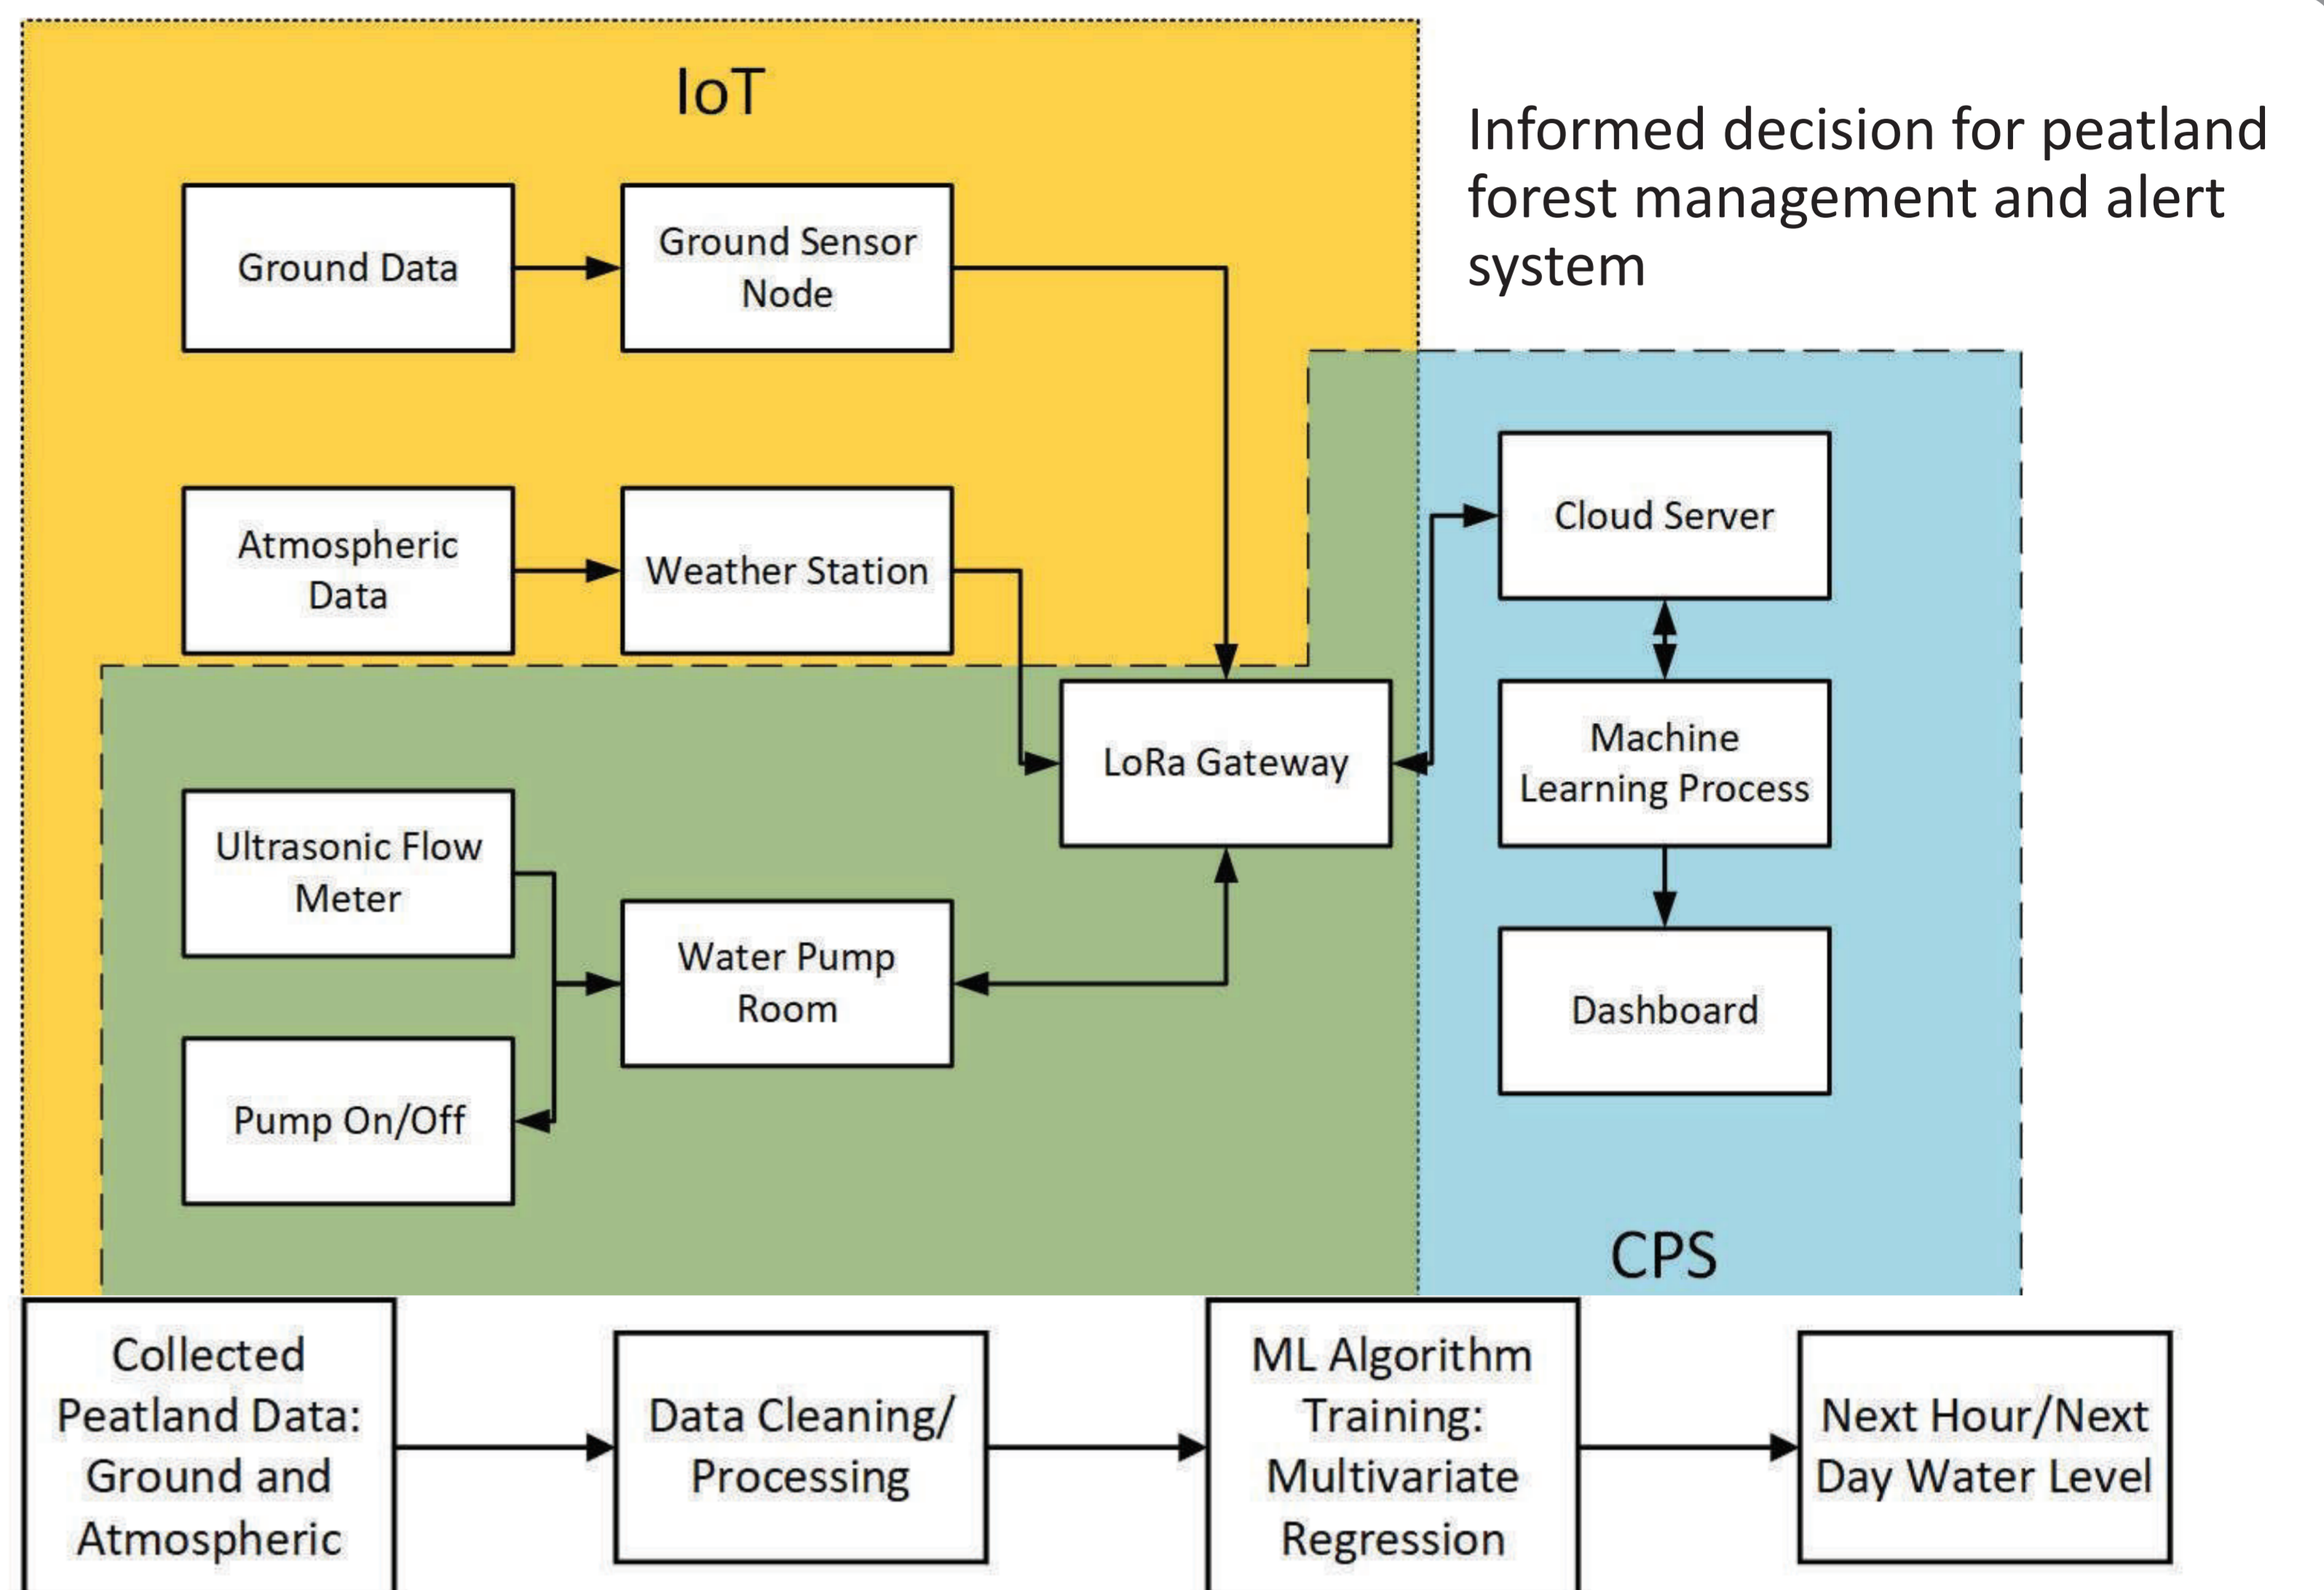 IoT
Informed decision for peatland
forest management and alert
system
Ground Data
Ground Sensor
Node
Atmospheric
Data
Weather Station
Cloud Server
LoRa Gateway
Machine
Learning Process
Ultrasonic Flow
Meter
Water Pump
Room
Dashboard
Pump On/Off
CPS
Collected
Peatland Data:
Ground and
Atmospheric
Data Cleaning/
Processing
ML Algorithm
Training:
Multivariate
Regression
Next Hour/Next
Day Water Level